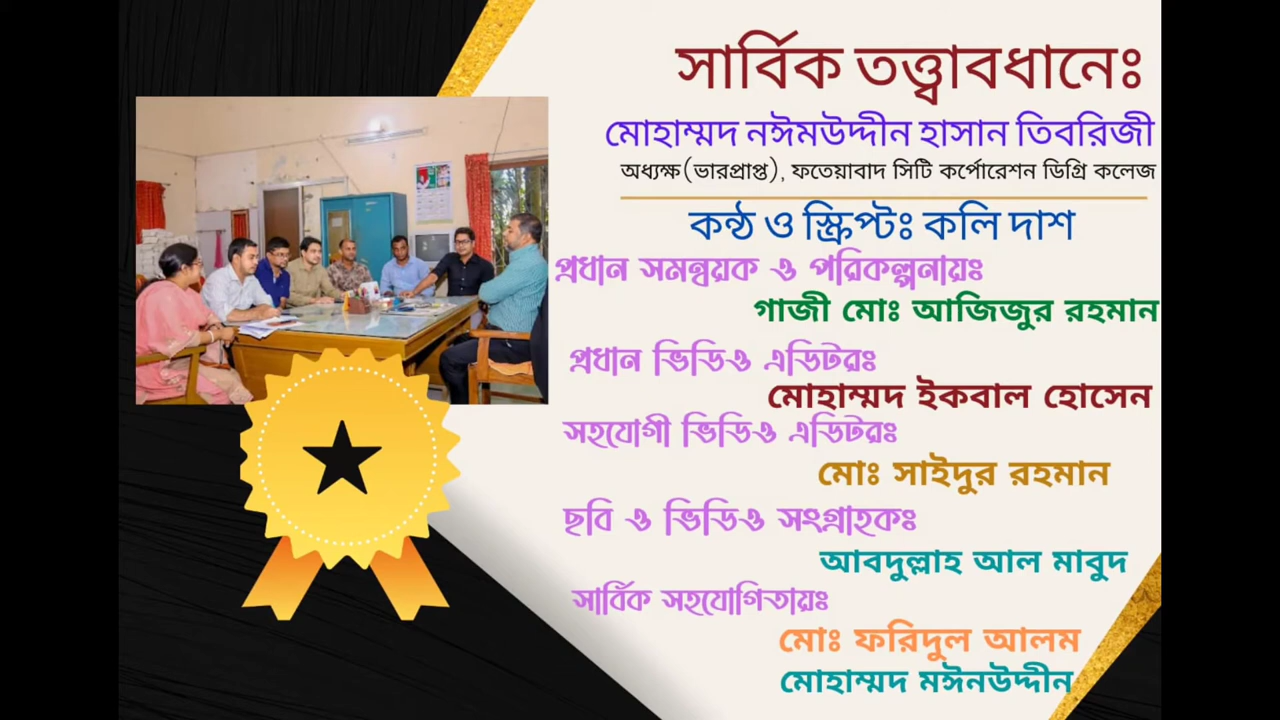 সার্বিক তত্ত্বাবধানেঃ
মোহাম্মদ নঈমউদ্দীন হাসান তিবরিজী
অধ্যক্ষ(ভারপ্রাপ্ত), ফতেয়াবাদ সিটি কর্পোরেশন ডিগ্রি কলেজ
কন্ঠ ও স্ক্রিপ্টঃ কলি দাশ
প্রধান সমন্বয়ক ও পরিকল্পনায়ঃ
গাজী মোঃ আজিজুর রহমান
প্রধান ভিডিও এডিটরঃ
মোহাম্মদ ইকবাল হোসেন
সহযোগী ভিডিও এডিটরঃ
মোঃ সাইদুর রহমান
ছবি ও ভিডিও সংগ্রাহকঃ
আবদুল্লাহ আল মাবুদ
সার্বিক সহযোগিতায়ঃ
মোঃ ফরিদুল আলম
মোহাম্মদ মঈনউদ্দীন